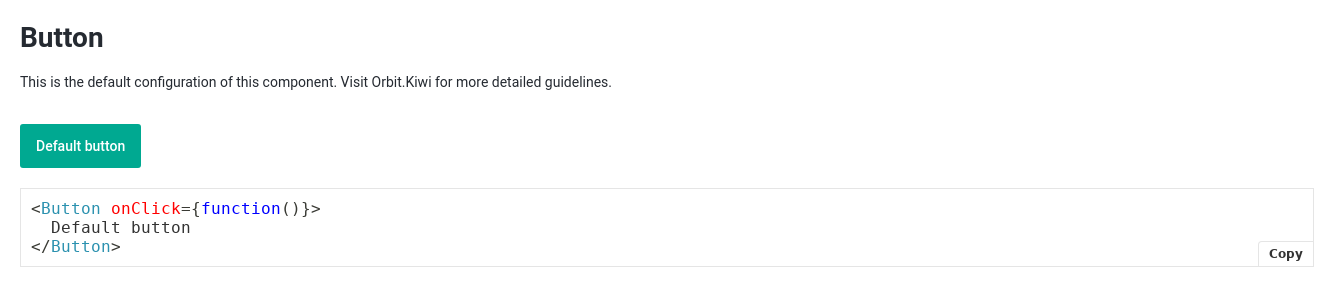 Button
This is the default configuration of this component. Visit Orbit.Kiwi for more detailed guidelines.
Default button
<Button onClick={function()}>
  Default button
</Button>
Copy